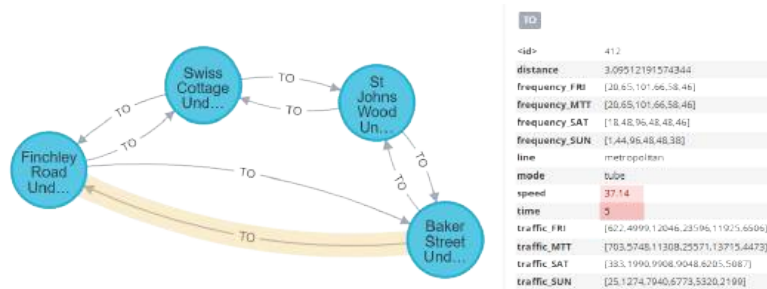 Swiss
Cottage
Und...
TO
TO
St
Johns
Wood
Un...
TO
TO
Finchley
Road
Und...
TO
TO
TO
TO
Baker
Street
Und...
TO
TO
<id> 412
distance 3.09512191574344
frequency_FRI [20,65,101,66,58,46]
frequency_MTT [20,65,101,66,58,46]
frequency_SAT [18,48,96,48,48,46]
frequency_SUN [1,44,96,48,48,38]
line metropolitan
mode tube
speed 37.14
time 5
traffic_FRI [622,4999,12046,23596,11925,6606]
traffic_MTT [703,5748,11308,25571,13715,4473]
traffic_SAT [333,1990,9908,9048,6205,5087]
traffic_SUN [25,1274,7940,6773,5320,2199]